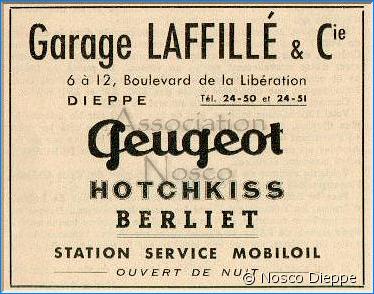 Garage LAFFILLÉ & Cie
6 à 12, Boulevard de la Libération
DIEPPE Tél. 24-50 et 24-51
Association
Peugeot
Nosco
HOTCHKISS
BERLIET
STATION SERVICE MOBILOIL
OUVERT DE NUIT
© Nosco Dieppe